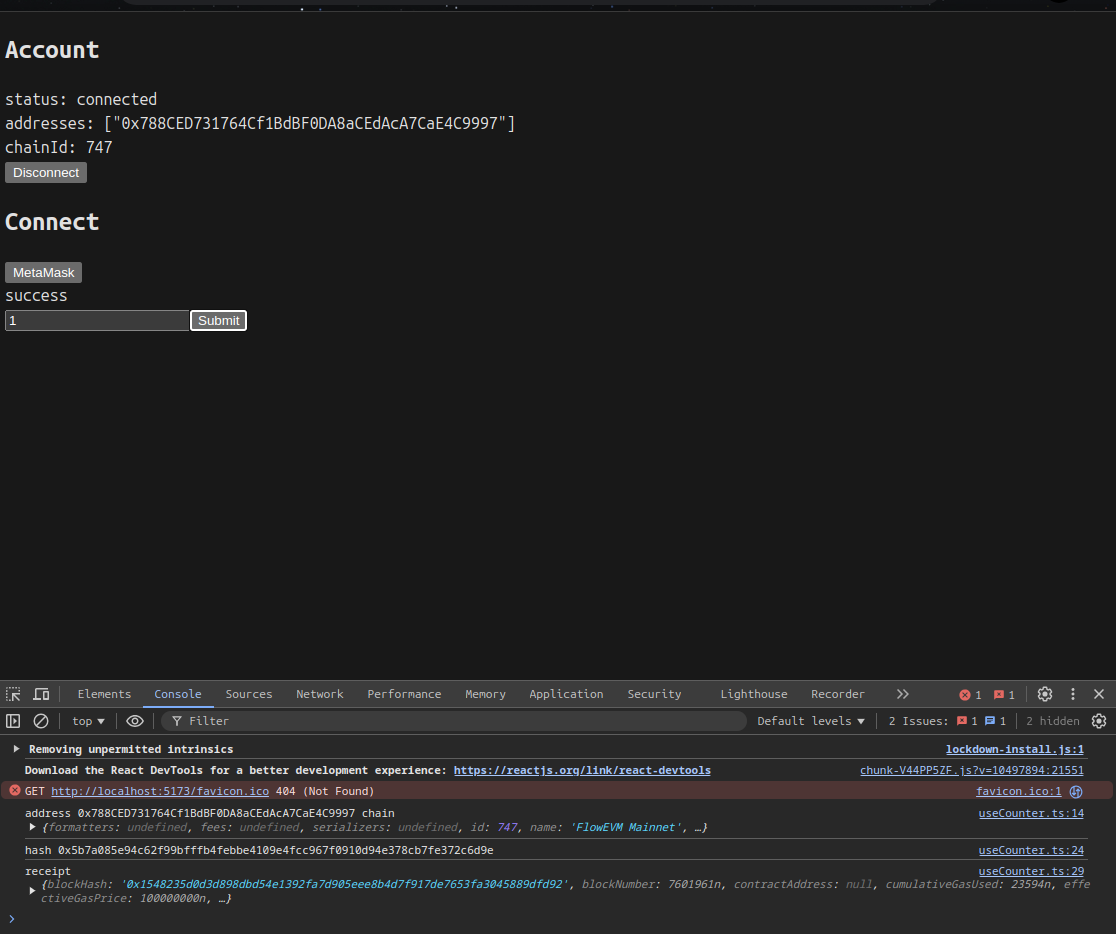 Account
status: connected
addresses: ["0x788CED731764Cf1BdBF0DA8aCEdAcA7CaE4C9997"]
chainId: 747
Disconnect
Connect
MetaMask
success
1 Submit
Elements Console Sources Network Performance Memory Application Security Lighthouse Recorder 1 1
top Filter Default levels 2 Issues: 1 1 2 hidden
Removing unpermitted intrinsics lockdown-install.js:1
Download the React DevTools for a better development experience: https://reactjs.org/link/react-devtools chunk-V44PP5ZF.js?v=10497894:21551
GET http://localhost:5173/favicon.ico 404 (Not Found) favicon.ico:1
address 0x788CED731764Cf1BdBF0DA8aCEdAcA7CaE4C9997 chain useCounter.ts:14
{formatters: undefined, fees: undefined, serializers: undefined, id: 747, name: 'FlowEVM Mainnet', …}
hash 0x5b7a085e94c62f99bfffb4febbe4109e4fcc967f0910d94e378cb7fe372c6d9e useCounter.ts:24
receipt useCounter.ts:29
{blockHash: '0x1548235d0d3d898dbd54e1392fa7d905eee8b4d7f917de7653fa3045889dfd92', blockNumber: 7601961n, contractAddress: null, cumulativeGasUsed: 23594n, effe
ctiveGasPrice: 100000000n, …}